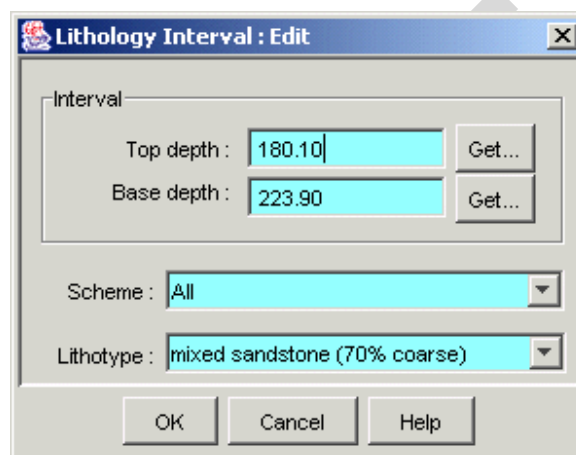 Lithology Interval : Edit
Interval
Top depth : 180.10 Get...
Base depth : 223.90 Get...
Scheme : All
Lithotype : mixed sandstone (70% coarse)
OK Cancel Help